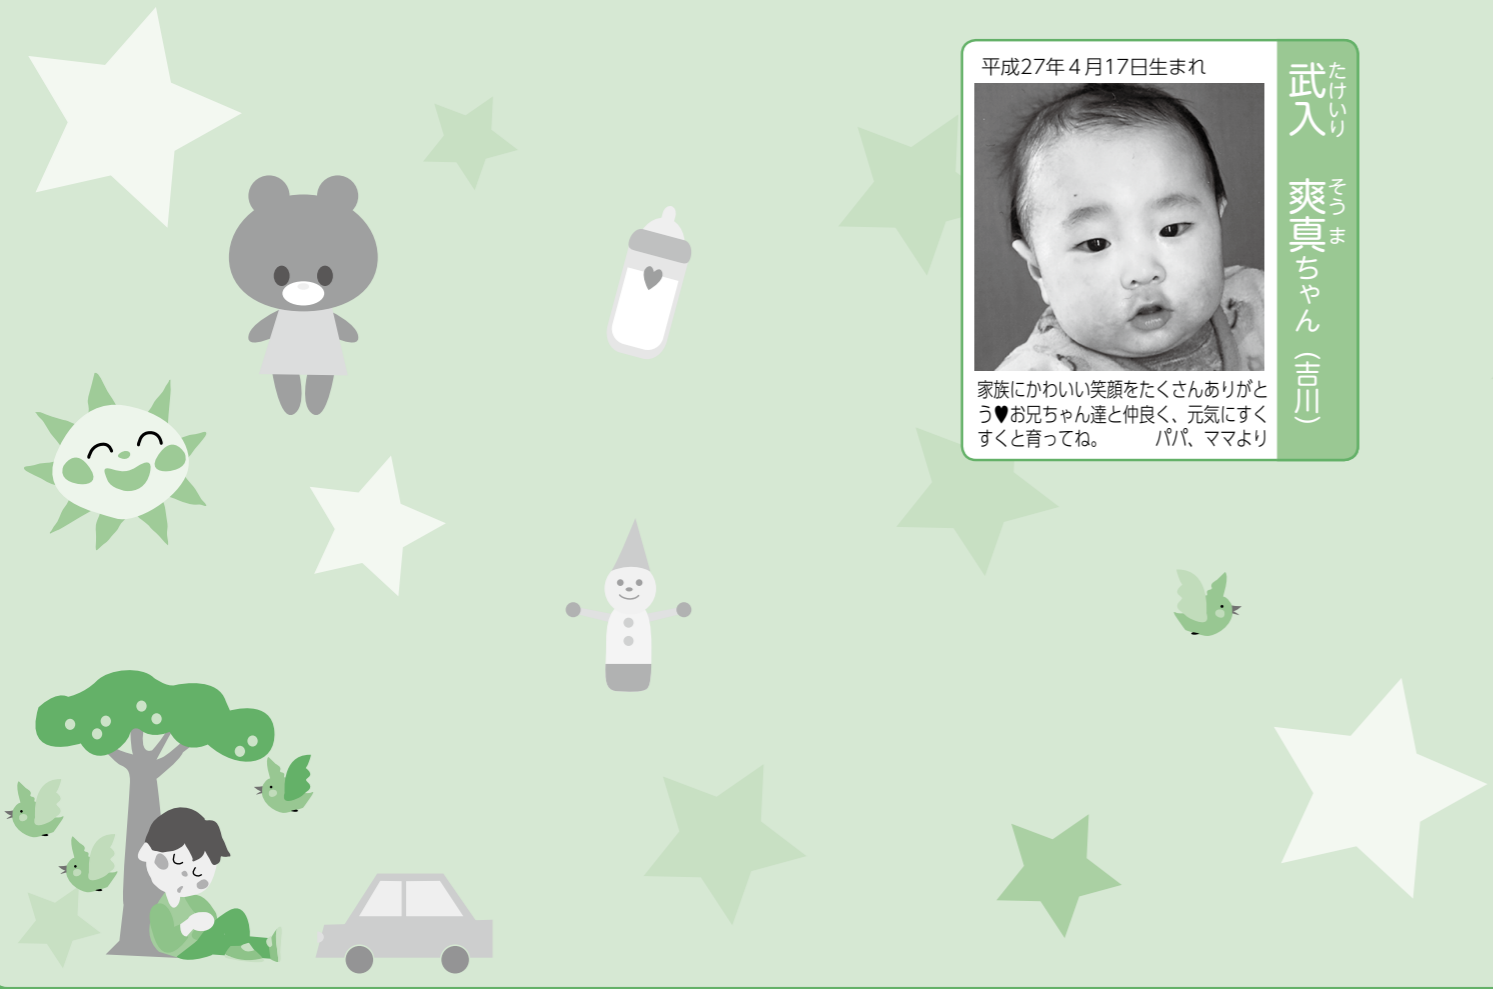 平成27年４月17日生まれ
武入　爽真ちゃん（吉川）
たけいり　そうま
家族にかわいい笑顔をたくさんありがと
う♥お兄ちゃん達と仲良く、元気にすく
すくと育ってね。　　　パパ、ママより